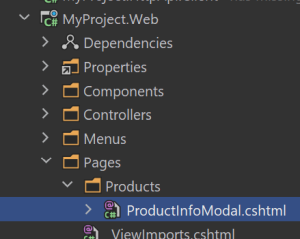 MyProject.Web
Dependencies
Properties
Components
Controllers
Menus
Pages
Products
ProductInfoModal.cshtml
ViewImports.cshtml